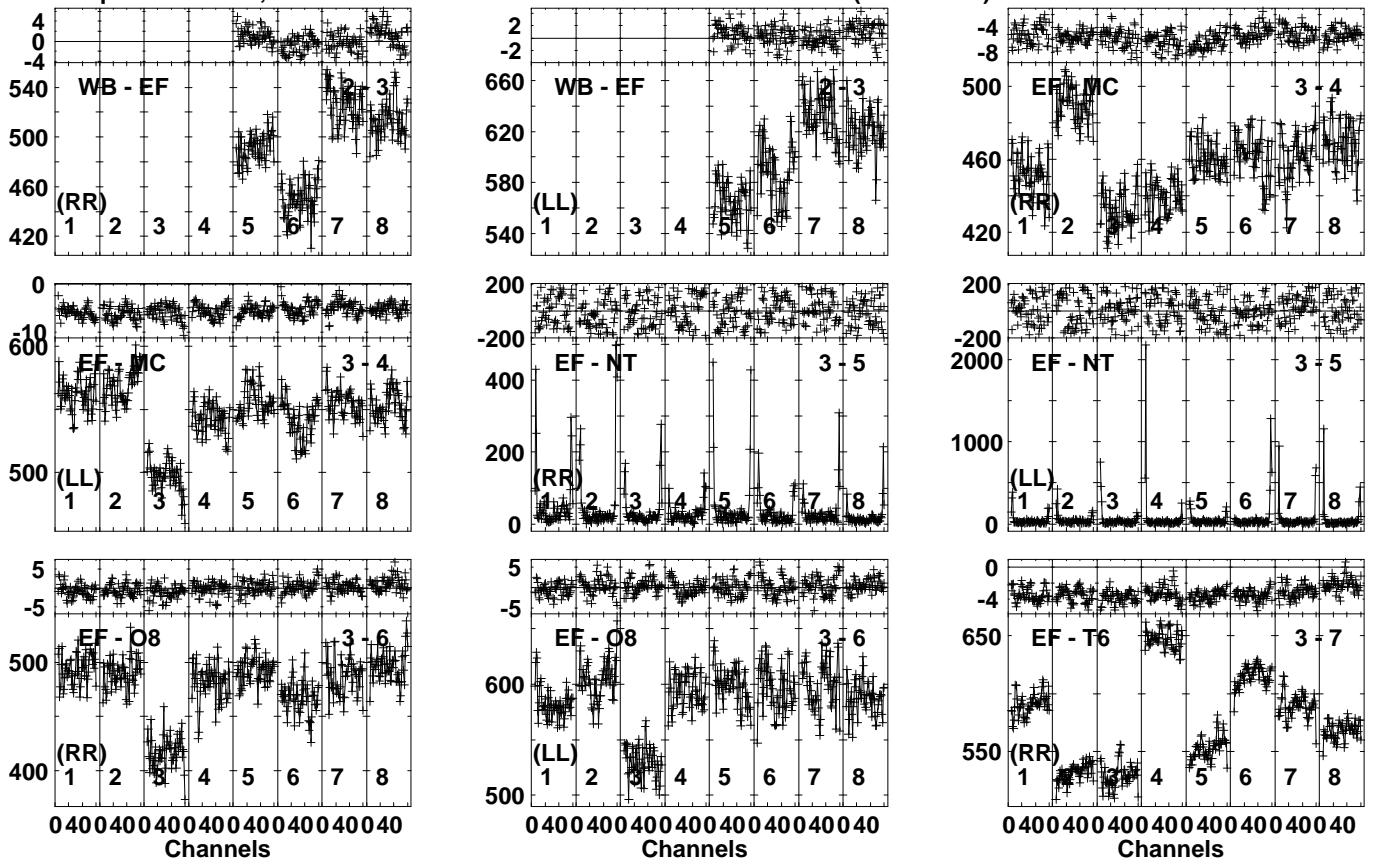 4 0 -4
540 500 460 420
WB - EF 2 - 3
(RR)
1 2 3 4 5 6 7 8
2 -2
660 620 580 540
WB - EF 2 - 3
(LL)
1 2 3 4 5 6 7 8
-4 -8
500 460 420
EF - MC 3 - 4
(RR)
1 2 3 4 5 6 7 8
0 -10
600 500
EF - MC 3 - 4
(LL)
1 2 3 4 5 6 7 8
200 -200
400 200 0
EF - NT 3 - 5
(RR)
1 2 3 4 5 6 7 8
200 -200
2000 1000 0
EF - NT 3 - 5
(LL)
1 2 3 4 5 6 7 8
5 -5
500 400
EF - O8 3 - 6
(RR)
1 2 3 4 5 6 7 8
0 40 0 40 0 40 0 40 0 40 0 40 0 40 0 40
Channels
5 -5
600 500
EF - O8 3 - 6
(LL)
1 2 3 4 5 6 7 8
0 40 0 40 0 40 0 40 0 40 0 40 0 40 0 40
Channels
0 -4
650 550
EF - T6 3 - 7
(RR)
1 2 3 4 5 6 7 8
0 40 0 40 0 40 0 40 0 40 0 40 0 40 0 40
Channels